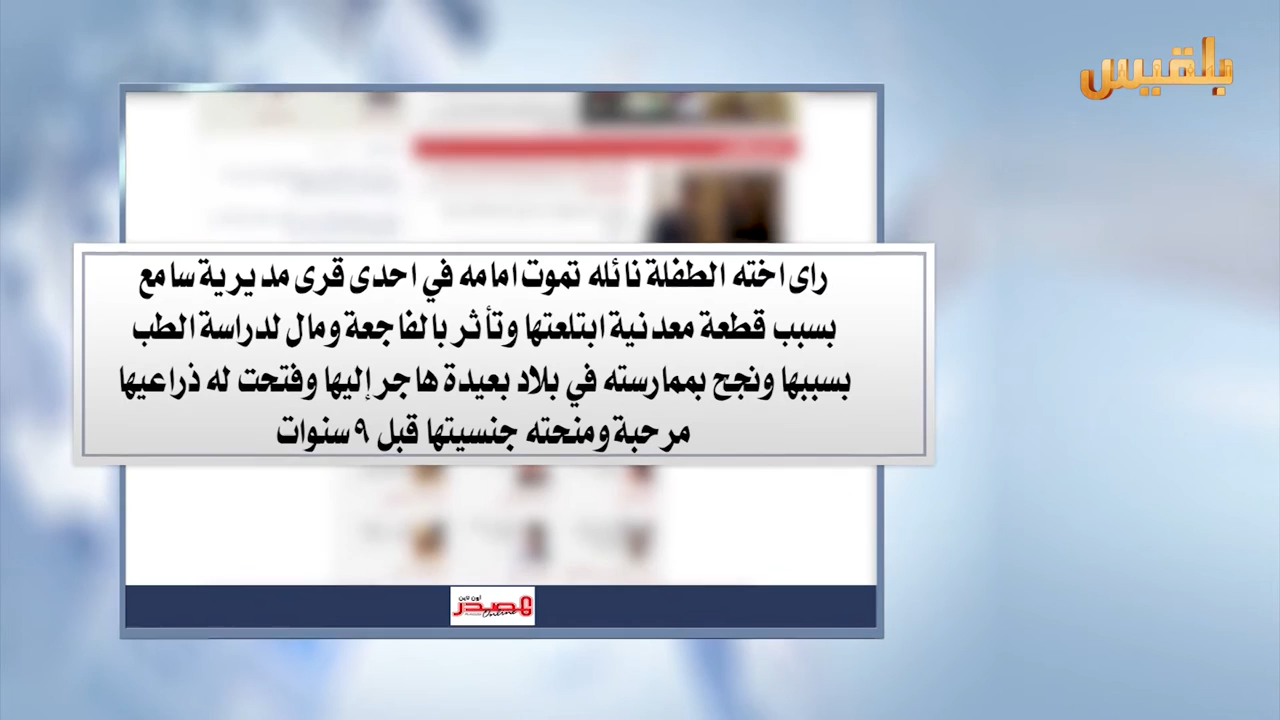 بلقيس
راى اخته الطفلة نائله تموت امامه في احدى قرى مديرية سامع
بسبب قطعة معدنية ابتلعتها وتأثر بالفاجعة ومال لدراسة الطب
بسببها ونجح بممارسته في بلاد بعيدة هاجر إليها وفتحت له ذراعيها
مرحبة ومنحته جنسيتها قبل ٩ سنوات
اون لاين
المصدر
Online